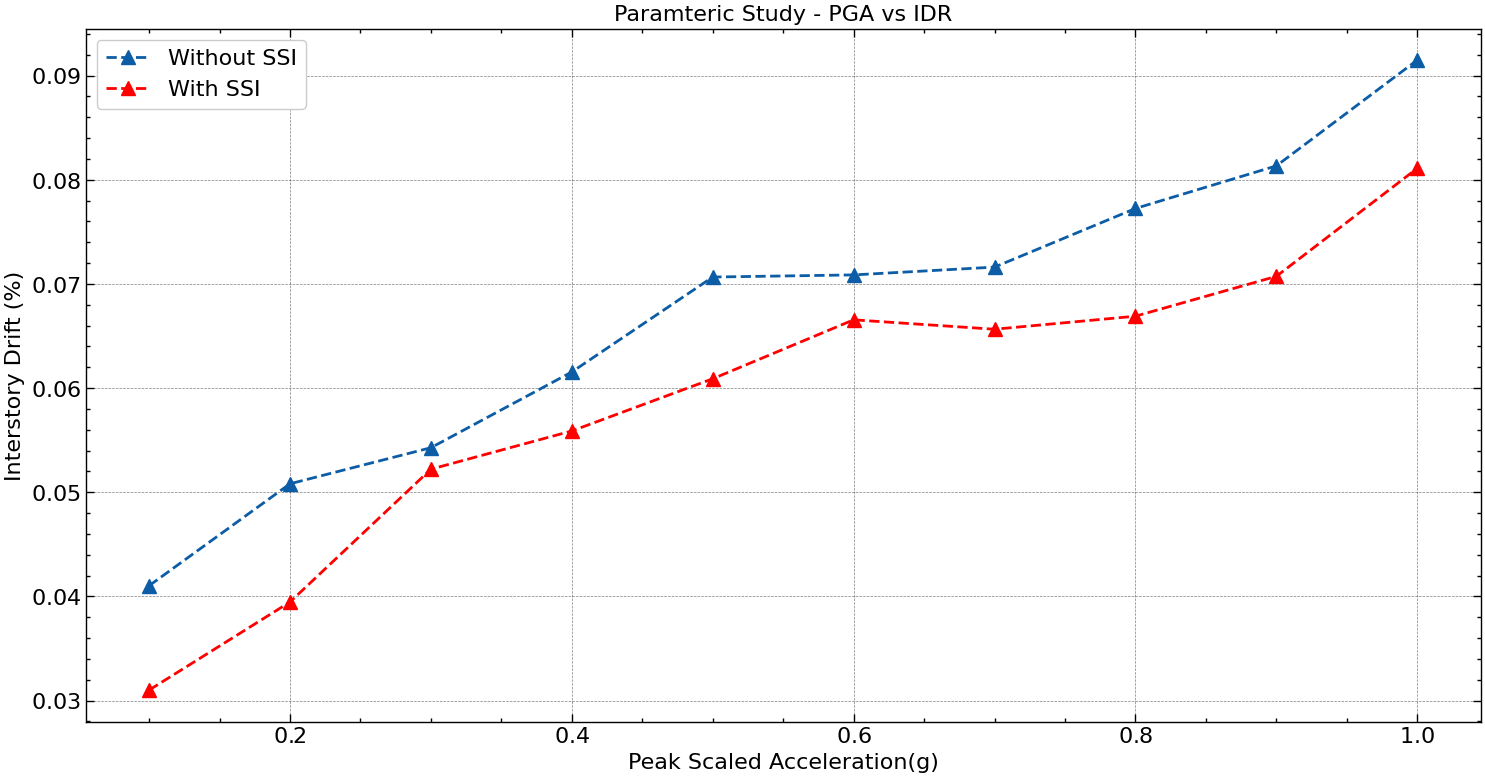 Paramteric Study - PGA vs IDR
Without SSI
With SSI
0.09
0.08
0.07
0.06
0.05
0.04
0.03
Interstory Drift (%)
0.2 0.4 0.6 0.8 1.0
Peak Scaled Acceleration(g)